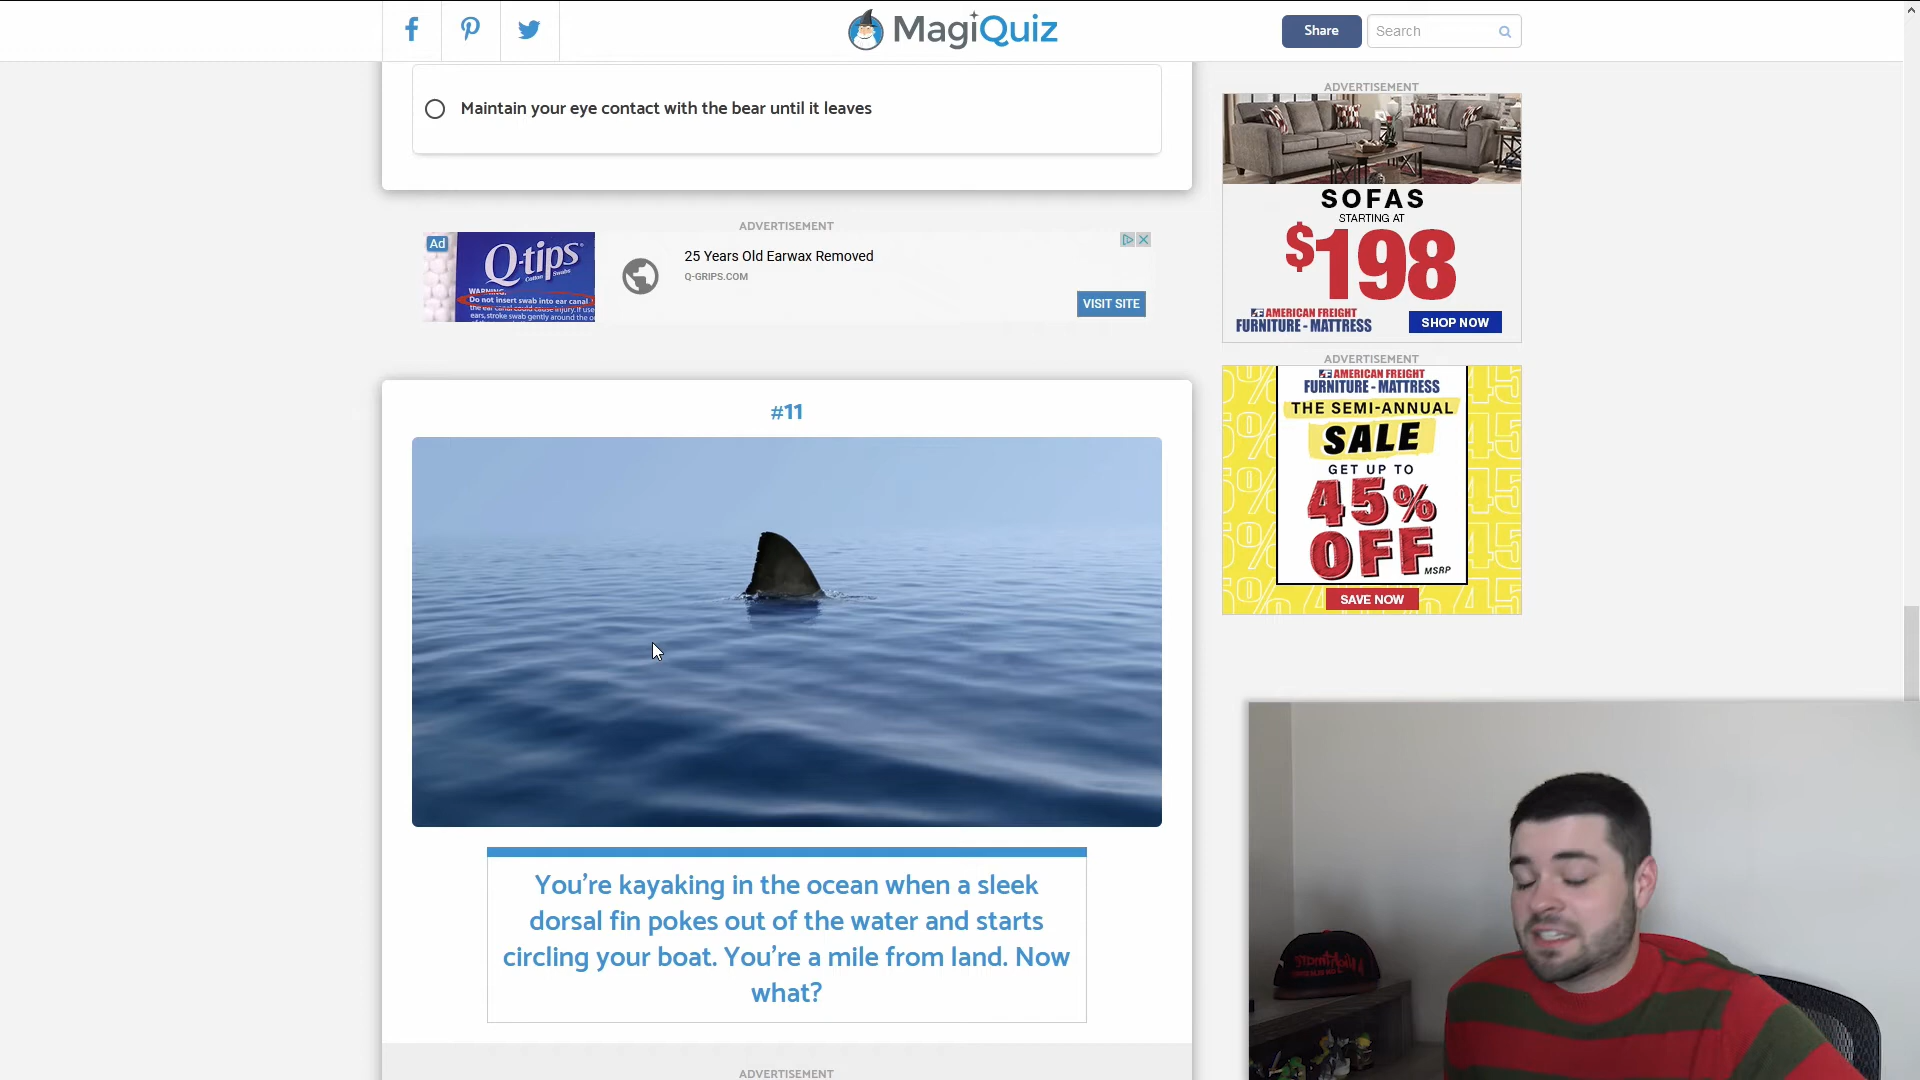 MagiQuiz
Share
Search
Maintain your eye contact with the bear until it leaves
ADVERTISEMENT
Ad
Q-tips
Cotton Swabs
WARNING:
Do not insert swab into ear canal
25 Years Old Earwax Removed
Q-GRIPS.COM
VISIT SITE
#11
You're kayaking in the ocean when a sleek
dorsal fin pokes out of the water and starts
circling your boat. You're a mile from land. Now
what?
ADVERTISEMENT
ADVERTISEMENT
SOFAS
STARTING AT
$198
AMERICAN FREIGHT
FURNITURE - MATTRESS
SHOP NOW
ADVERTISEMENT
AMERICAN FREIGHT
FURNITURE - MATTRESS
THE SEMI-ANNUAL
SALE
GET UP TO
45%
OFF
MSRP
SAVE NOW